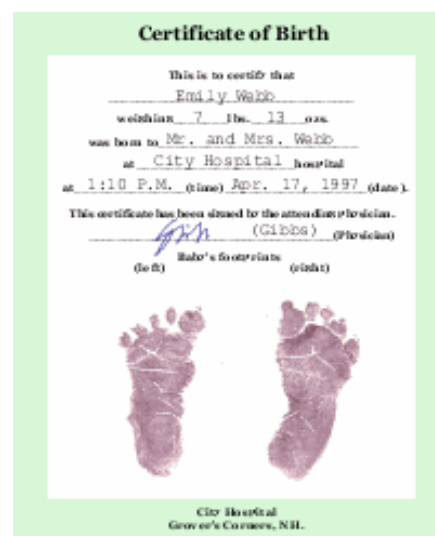 Certificate of Birth
This is to certify that
Emily Webb
weighing 7 lbs. 13 ozs.
was born to Mr. and Mrs. Webb
at City Hospital hospital
at 1:10 P.M. (time) Apr. 17, 1997 (date).
This certificate has been signed by the attending physician.
(Gibbs) (Physician)
Baby's footprints
(left) (right)
City Hospital
Grover's Corners, NH.